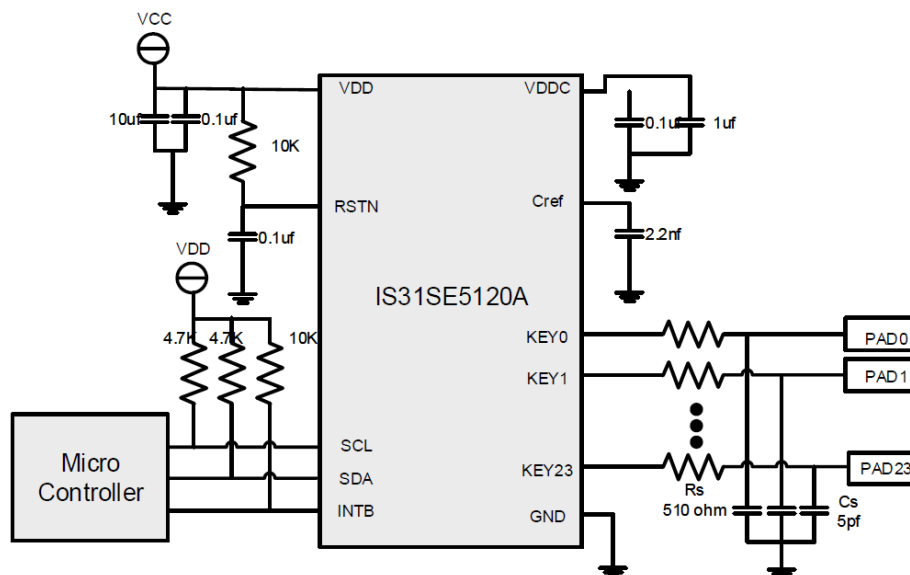 VCC
VDD
VDDC
10uf
0.1uf
0.1uf
1uf
10K
RSTN
Cref
0.1uf
2.2nf
VDD
IS31SE5120A
4.7K
4.7K
10K
KEY0
PAD0
KEY1
PAD1
Micro
Controller
SCL
SDA
INTB
KEY23
PAD23
Rs
510 ohm
Cs
5pf
GND